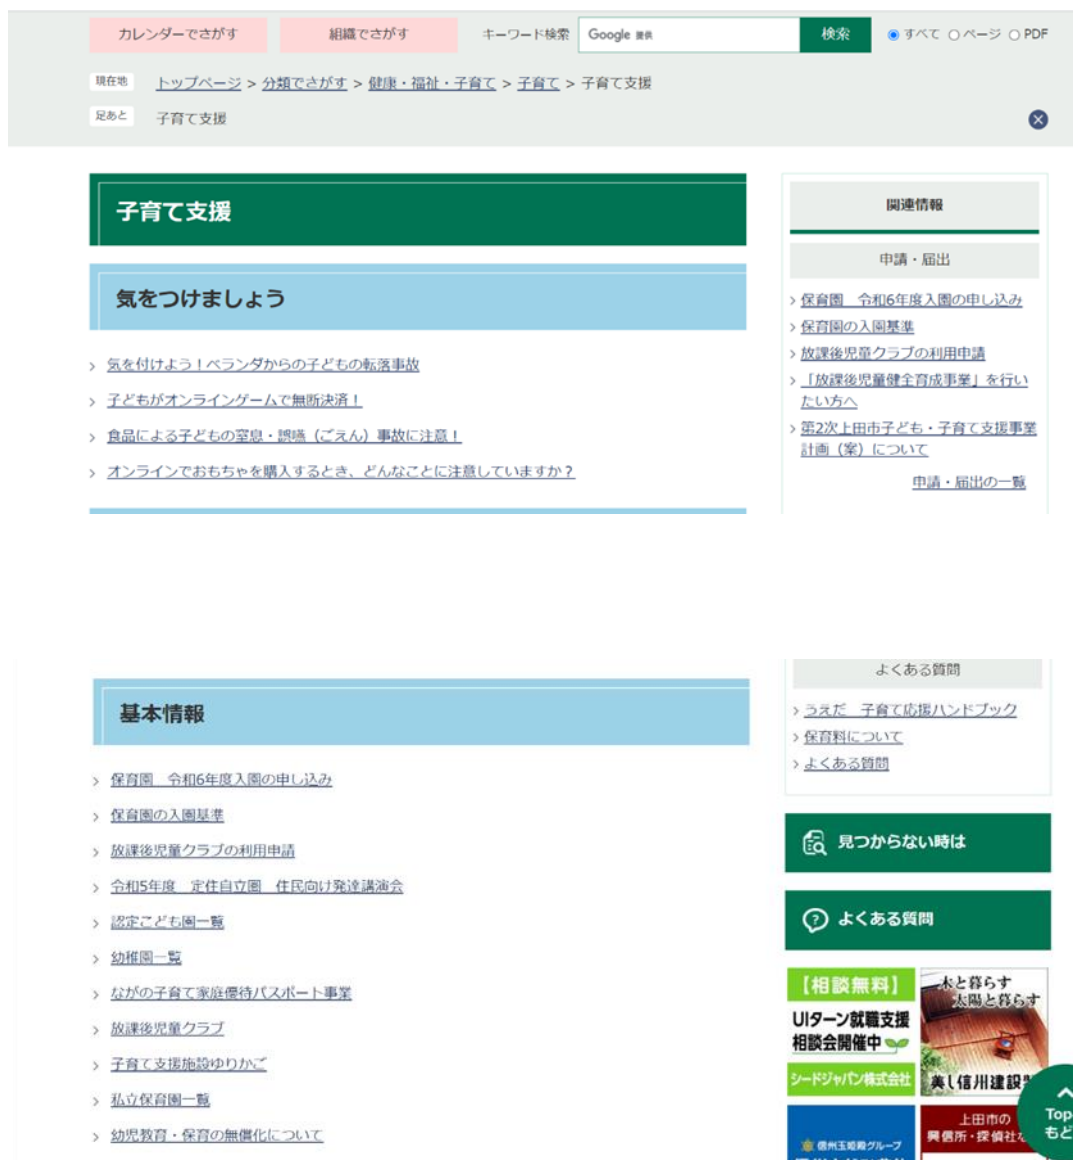 カレンダーでさがす
組織でさがす
キーワード検索
Google 提供
検索
すべて ページ PDF
現在地 トップページ > 分類でさがす > 健康・福祉・子育て > 子育て > 子育て支援
足あと 子育て支援
子育て支援
気をつけましょう
気を付けよう！ベランダからの子どもの転落事故
子どもがオンラインゲームで無断決済！
食品による子どもの窒息・誤嚥（ごえん）事故に注意！
オンラインでおもちゃを購入するとき、どんなことに注意していますか？
関連情報
申請・届出
保育園　令和6年度入園の申し込み
保育園の入園基準
放課後児童クラブの利用申請
「放課後児童健全育成事業」を行い
たい方へ
第2次上田市子ども・子育て支援事業
計画（案）について
申請・届出の一覧
基本情報
保育園　令和6年度入園の申し込み
保育園の入園基準
放課後児童クラブの利用申請
令和5年度　定住自立圏　住民向け発達講演会
認定こども園一覧
幼稚園一覧
ながの子育て家庭優待パスポート事業
放課後児童クラブ
子育て支援施設ゆりかご
私立保育園一覧
幼児教育・保育の無償化について
よくある質問
うえだ　子育て応援ハンドブック
保育料について
よくある質問
見つからない時は
よくある質問
【相談無料】
UIターン就職支援
相談会開催中
シードジャパン株式会社
木と暮らす
太陽と暮らす
美し信州建設
信州玉姫殿グループ
上田市の
興信所・探偵社な
Top
もど